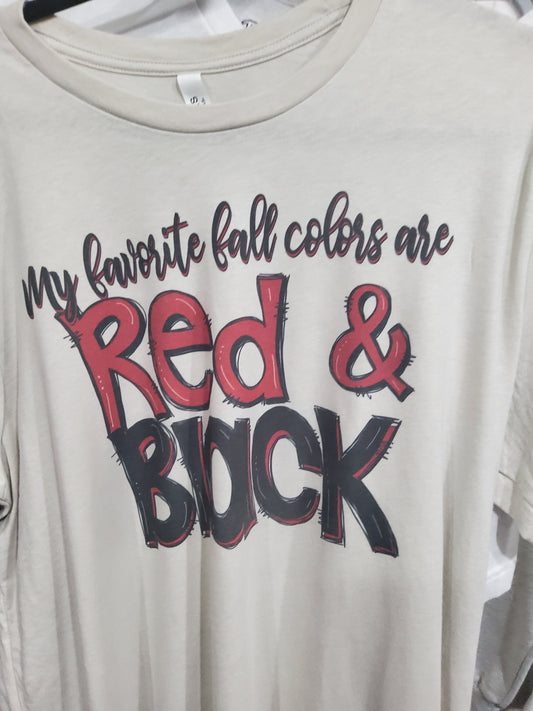 my favorite fall colors are
Red &
Black